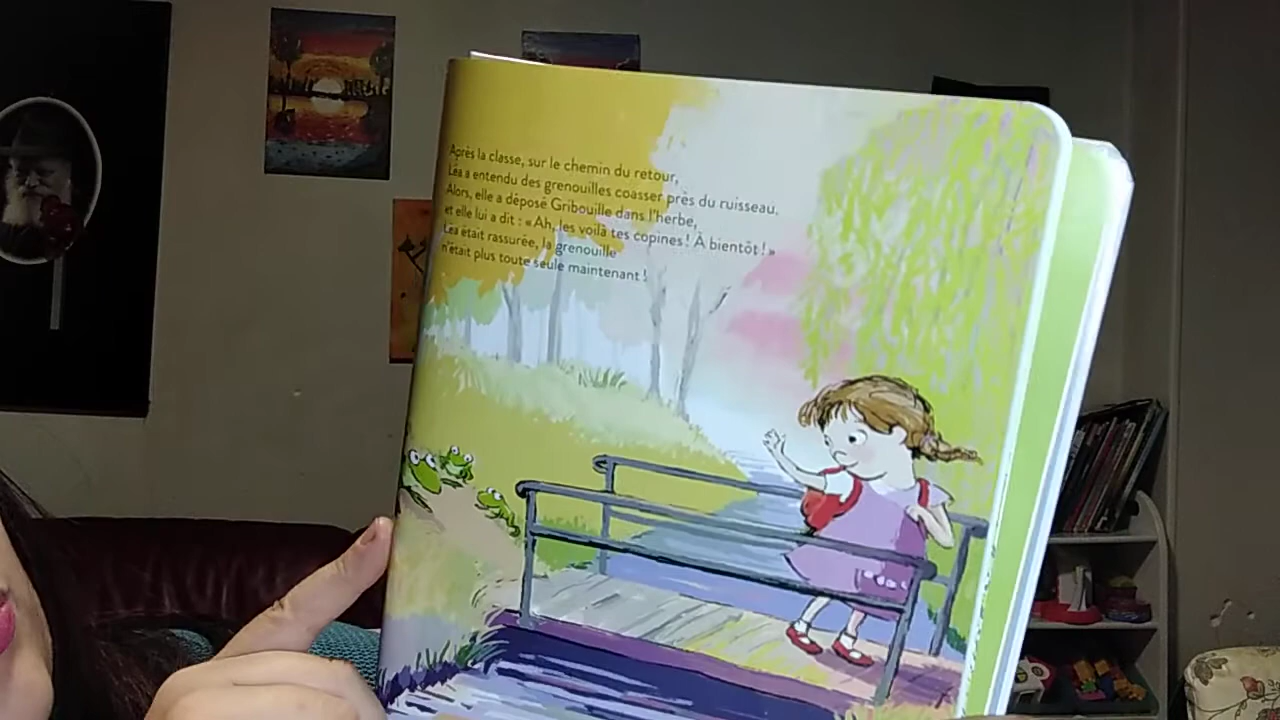 Après la classe, sur le chemin du retour,
Léa a entendu des grenouilles coasser près du ruisseau.
Alors, elle a déposé Gribouille dans l'herbe,
et elle lui a dit : « Ah, les voilà tes copines ! À bientôt ! »
Léa était rassurée, la grenouille
n'était plus toute seule maintenant !